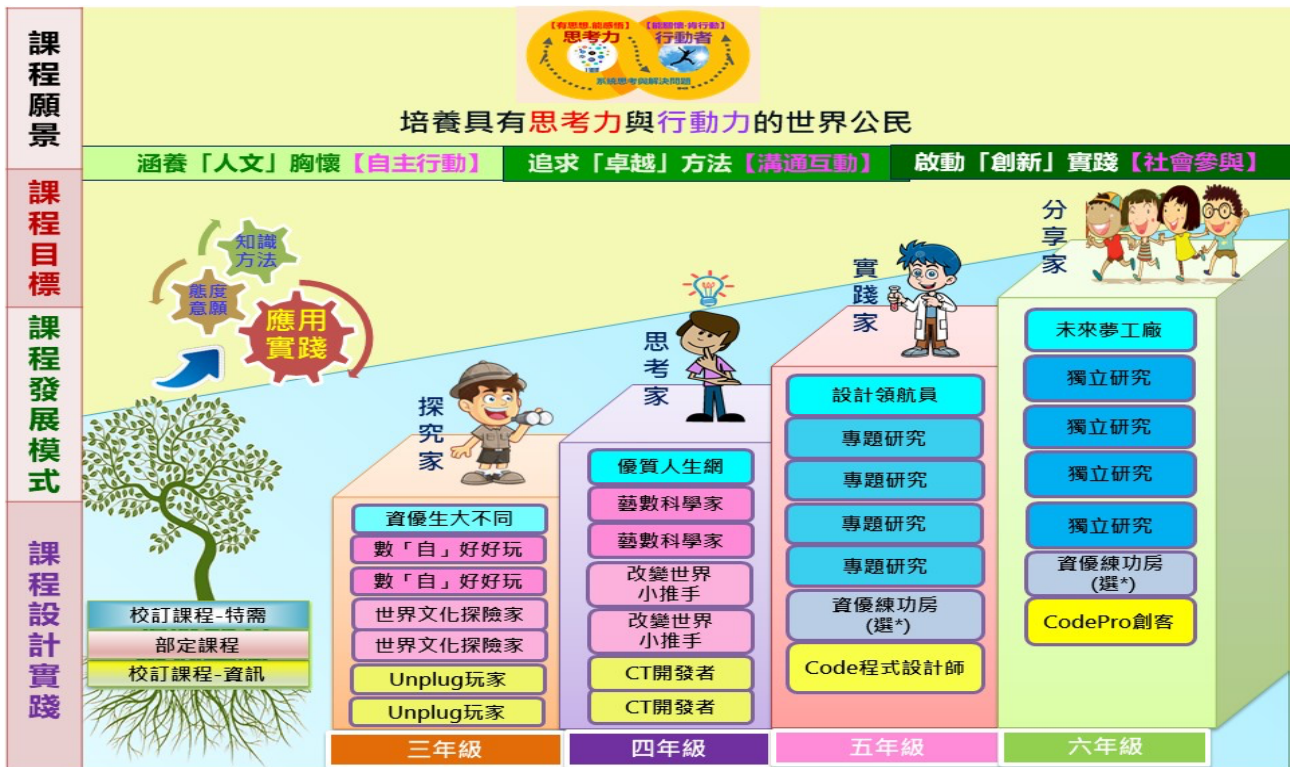 課程願景
課程目標
課程發展模式
課程設計實踐
【有思想.能感悟】
思考力
【能關懷.肯行動】
行動者
系統思考與解決問題
培養具有思考力與行動力的世界公民
涵養「人文」胸懷【自主行動】
追求「卓越」方法【溝通互動】
啟動「創新」實踐【社會參與】
知識
方法
態度
意願
應用
實踐
校訂課程-特需
部定課程
校訂課程-資訊
探究家
資優生大不同
數「自」好好玩
數「自」好好玩
世界文化探險家
世界文化探險家
Unplug玩家
Unplug玩家
三年級
思考家
優質人生網
藝數科學家
藝數科學家
改變世界
小推手
改變世界
小推手
CT開發者
CT開發者
四年級
實踐家
設計領航員
專題研究
專題研究
專題研究
專題研究
資優練功房
(選*)
Code程式設計師
五年級
分享家
未來夢工廠
獨立研究
獨立研究
獨立研究
獨立研究
資優練功房
(選*)
CodePro創客
六年級